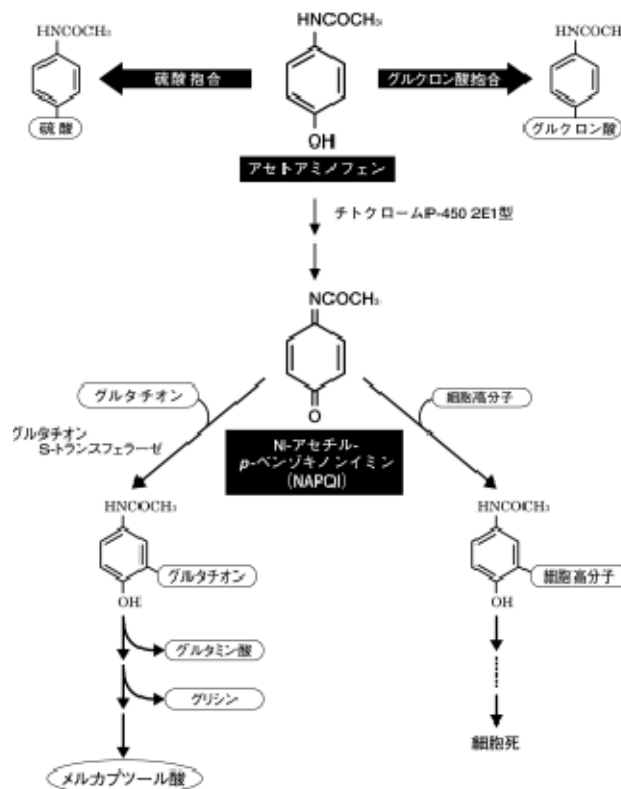 HNCOCH₃
HNCOCH₃
HNCOCH₃
硫酸抱合
グルクロン酸抱合
硫酸
グルクロン酸
OH
アセトアミノフェン
チトクロームP-450 2E1型
NCOCH₃
グルタチオン
細胞高分子
O
グルタチオン
S-トランスフェラーゼ
N-アセチル-
p-ベンゾキノンイミン
(NAPQI)
HNCOCH₃
HNCOCH₃
グルタチオン
細胞高分子
OH
OH
グルタミン酸
グリシン
細胞死
メルカプツール酸